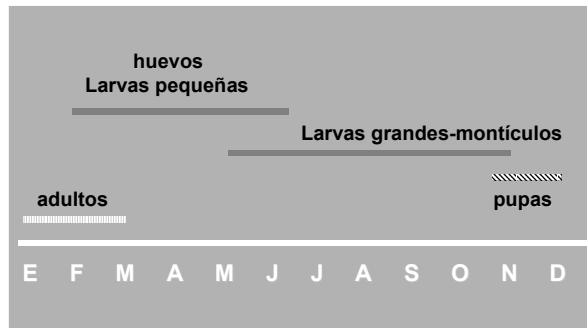 huevos
Larvas pequeñas
Larvas grandes-montículos
adultos
pupas
E F M A M J J A S O N D